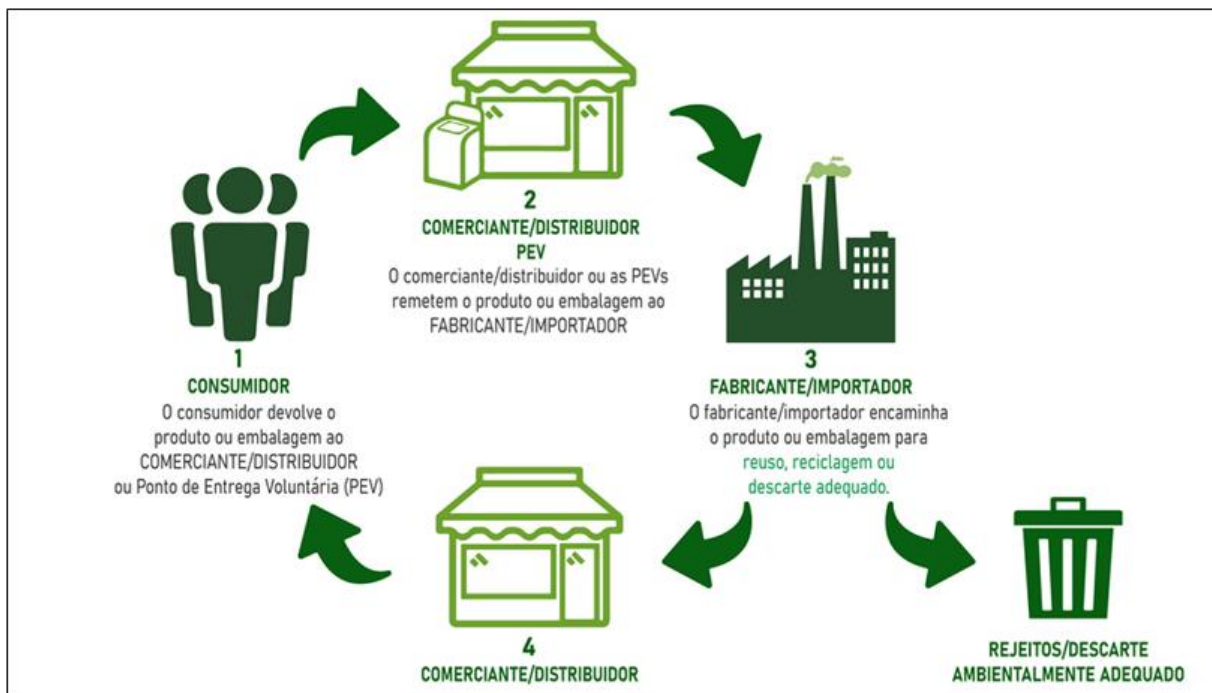 1
CONSUMIDOR
O consumidor devolve o
produto ou embalagem ao
COMERCIANTE/DISTRIBUIDOR
ou Ponto de Entrega Voluntária (PEV)
2
COMERCIANTE/DISTRIBUIDOR
PEV
O comerciante/distribuidor ou as PEVs
remetem o produto ou embalagem ao
FABRICANTE/IMPORTADOR
3
FABRICANTE/IMPORTADOR
O fabricante/importador encaminha
o produto ou embalagem para
reuso, reciclagem ou
descarte adequado.
4
COMERCIANTE/DISTRIBUIDOR
REJEITOS/DESCARTE
AMBIENTALMENTE ADEQUADO